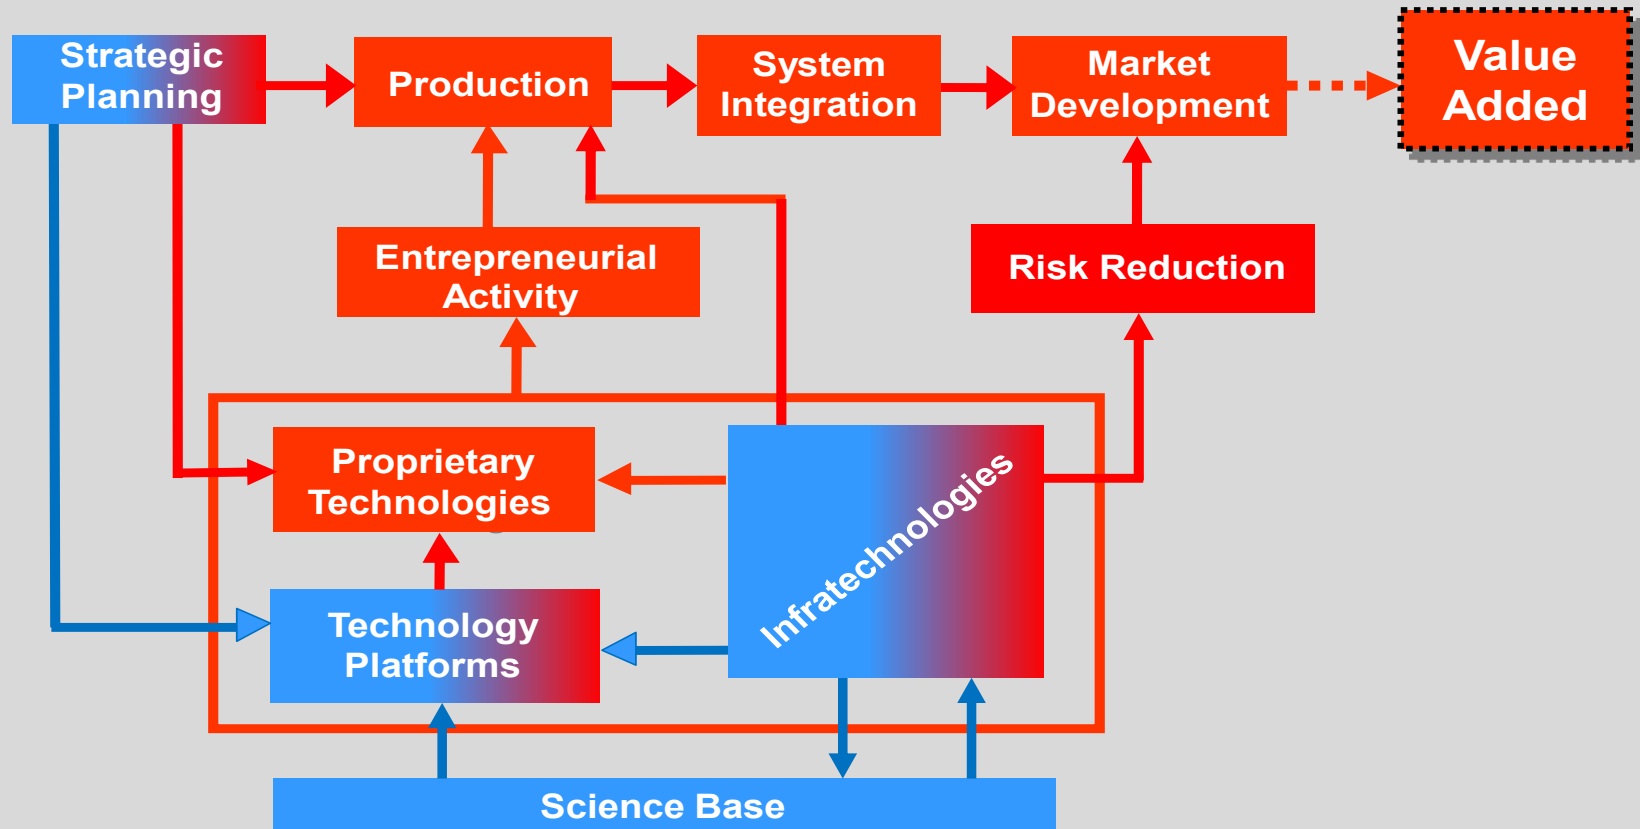 Strategic
Planning
Production
System
Integration
Market
Development
Value
Added
Entrepreneurial
Activity
Risk Reduction
Proprietary
Technologies
Infratechnologies
Technology
Platforms
Science Base